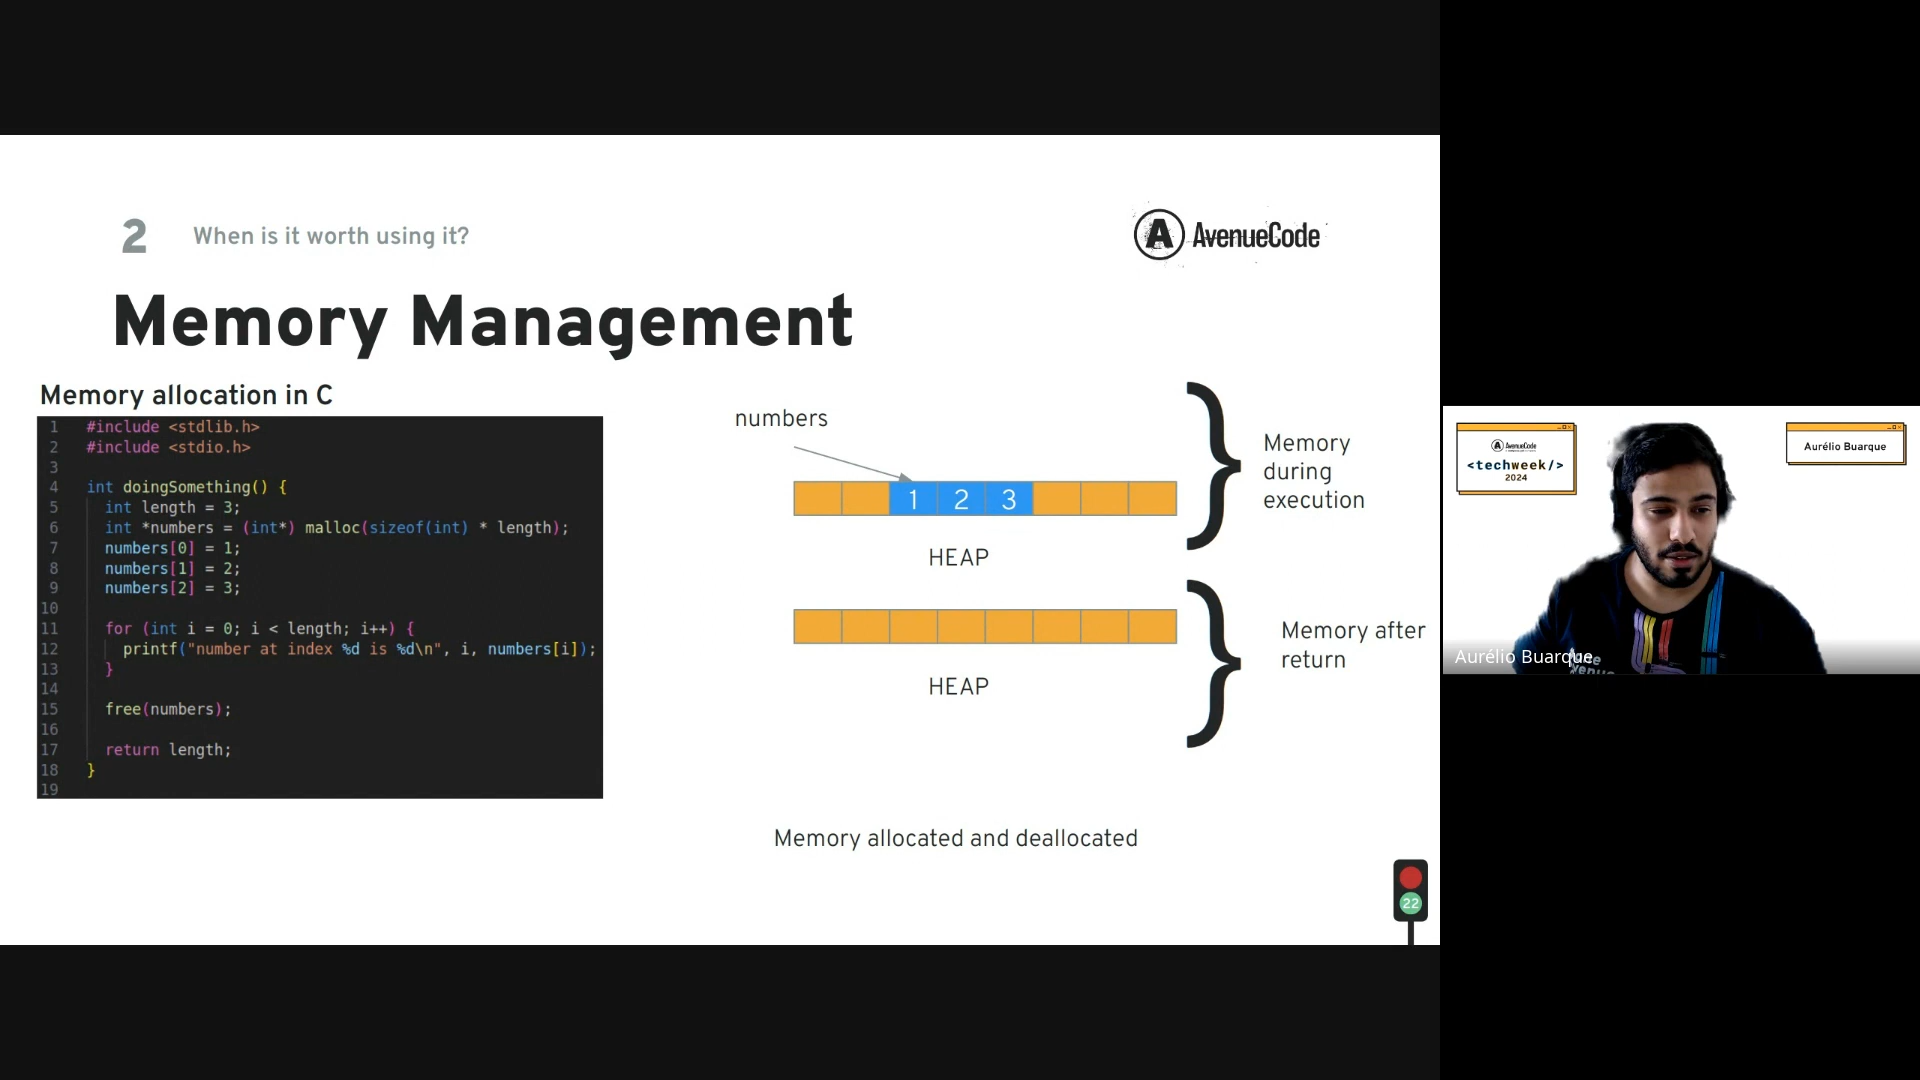 2 When is it worth using it?
A AvenueCode
Memory Management
Memory allocation in C
1 #include <stdlib.h>
2 #include <stdio.h>
3
4 int doingSomething() {
5 int length = 3;
6 int *numbers = (int*) malloc(sizeof(int) * length);
7 numbers[0] = 1;
8 numbers[1] = 2;
9 numbers[2] = 3;
10
11 for (int i = 0; i < length; i++) {
12 printf("number at index %d is %d\n", i, numbers[i]);
13 }
14
15 free(numbers);
16
17 return length;
18 }
19
numbers
1 2 3
HEAP
Memory
during
execution
HEAP
Memory after
return
Memory allocated and deallocated
22
A AvenueCode
<techweek/>
2024
Aurélio Buarque
Aurélio Buarque